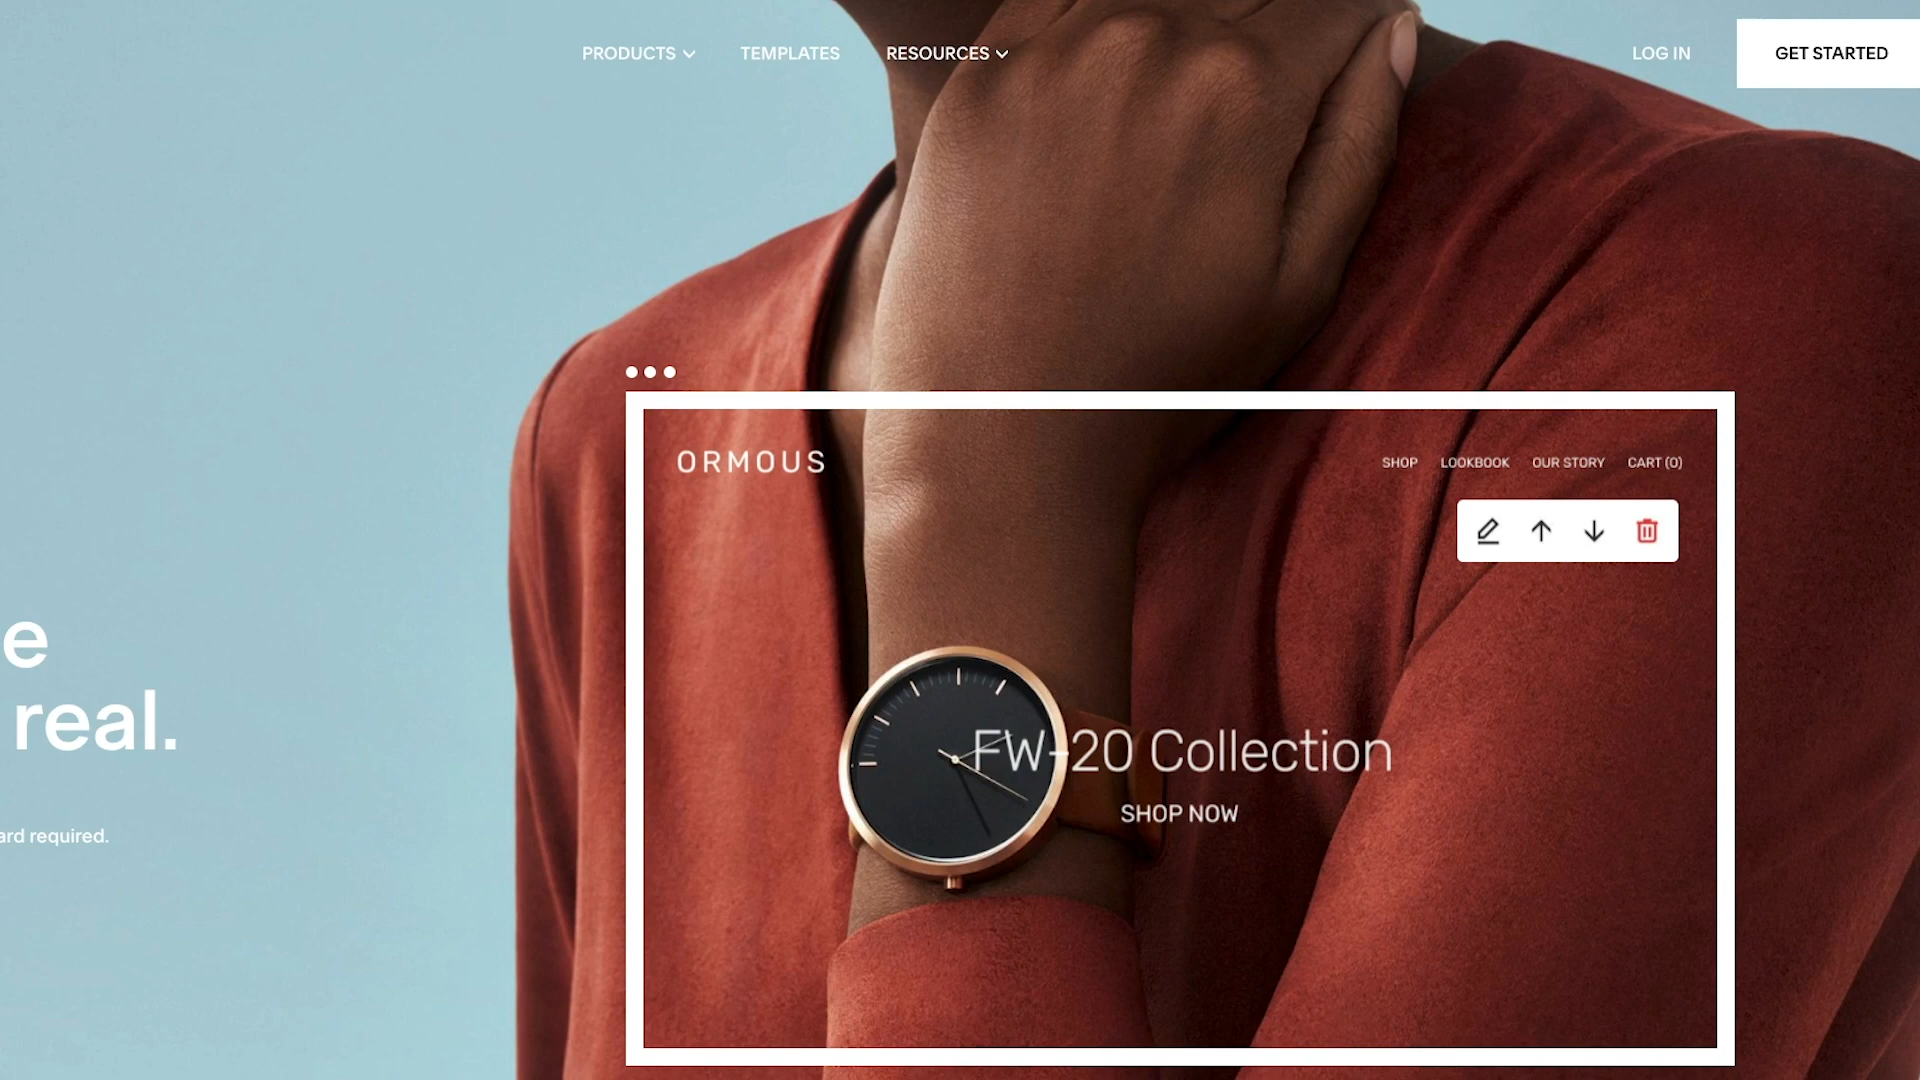 PRODUCTS TEMPLATES RESOURCES LOG IN GET STARTED
ORMOUS SHOP LOOKBOOK OUR STORY CART (0)
e
real.
FW-20 Collection
SHOP NOW
ard required.